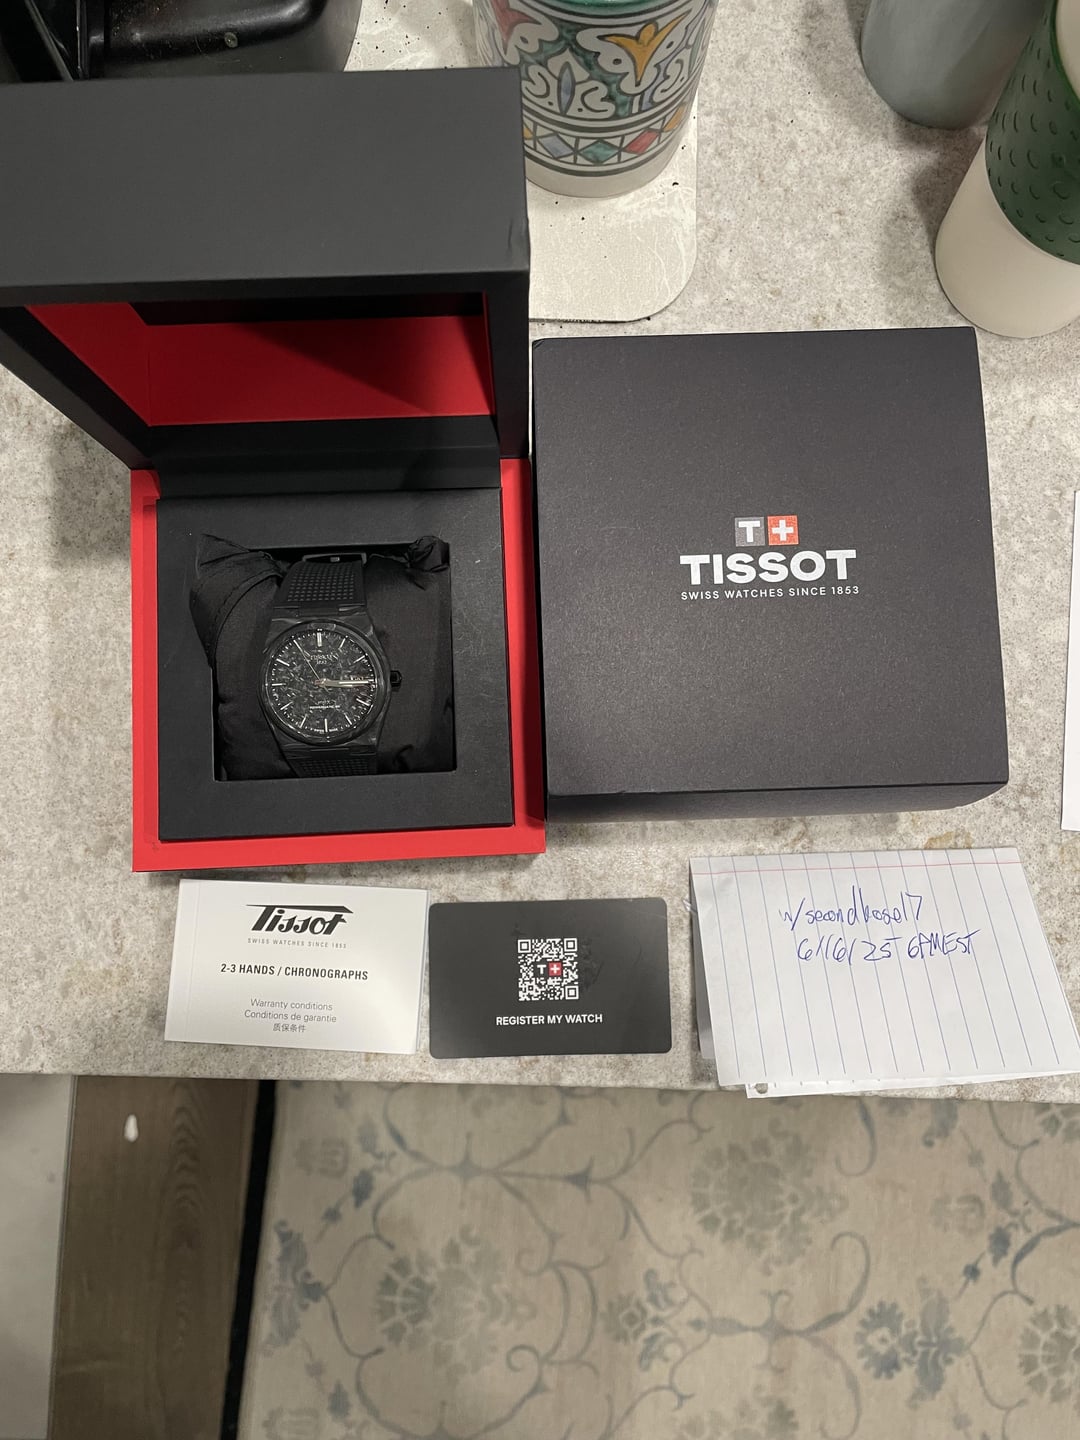 T+
TISSOT
SWISS WATCHES SINCE 1853
Tissot
SWISS WATCHES SINCE 1853
2-3 HANDS / CHRONOGRAPHS
Warranty conditions
Conditions de garantie
质保条件
T+
REGISTER MY WATCH
6/16/25 6PM EST